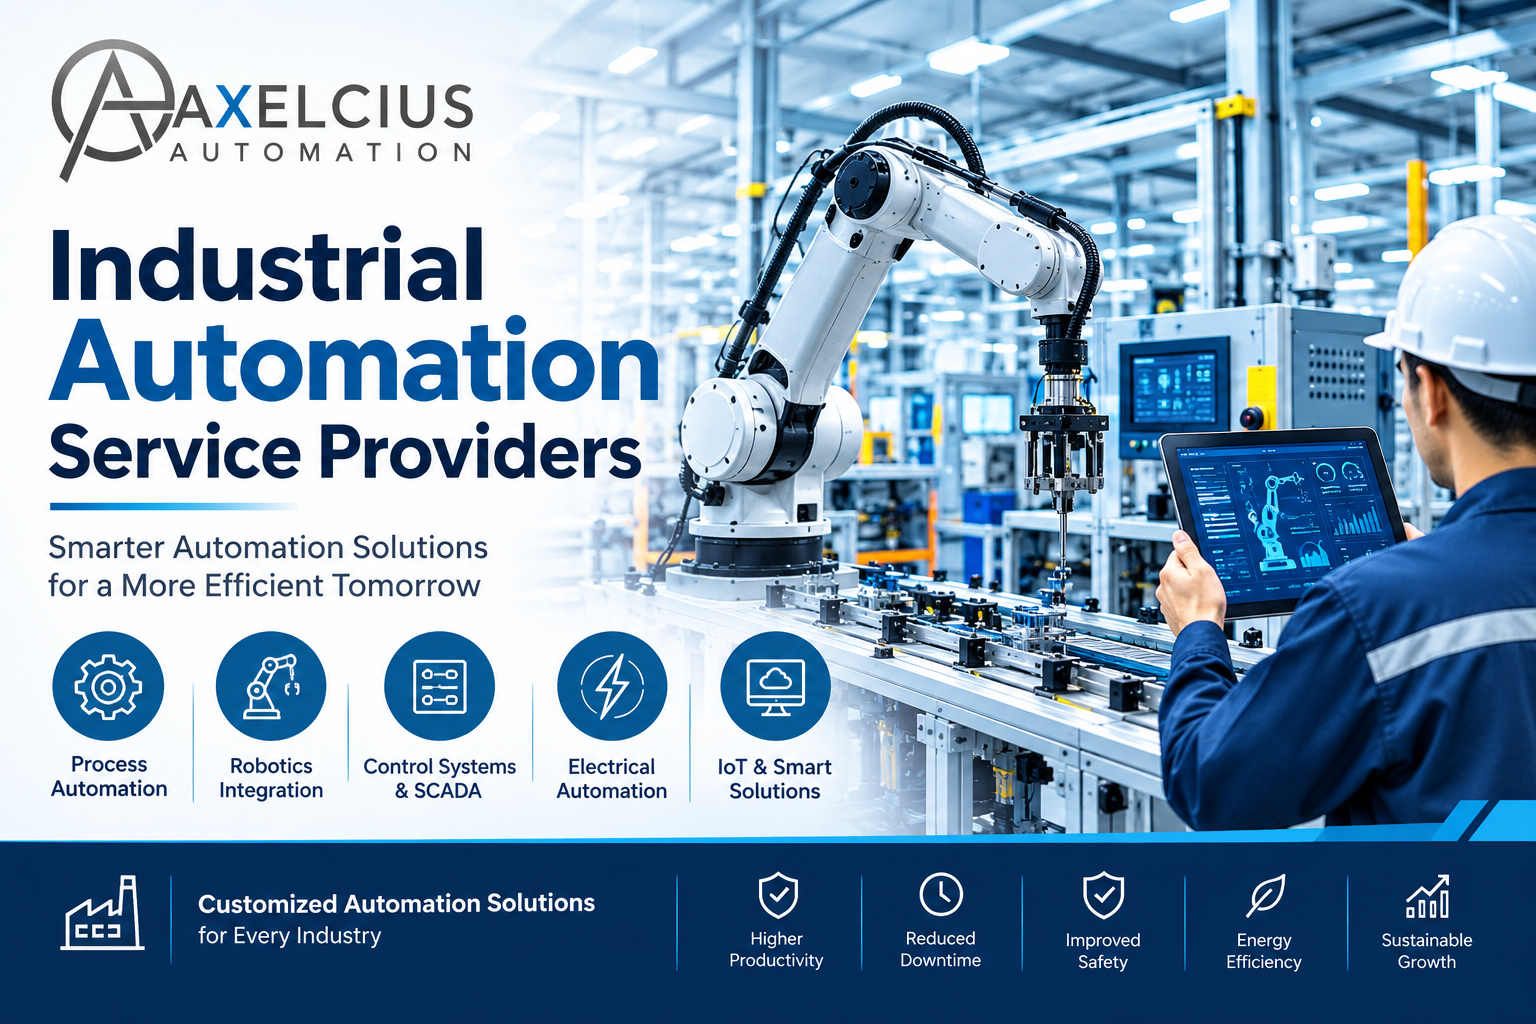 AXELCIUS
AUTOMATION
Industrial
Automation
Service Providers
Smarter Automation Solutions
for a More Efficient Tomorrow
Process
Automation
Robotics
Integration
Control Systems
& SCADA
Electrical
Automation
IoT & Smart
Solutions
Customized Automation Solutions
for Every Industry
Higher
Productivity
Reduced
Downtime
Improved
Safety
Energy
Efficiency
Sustainable
Growth